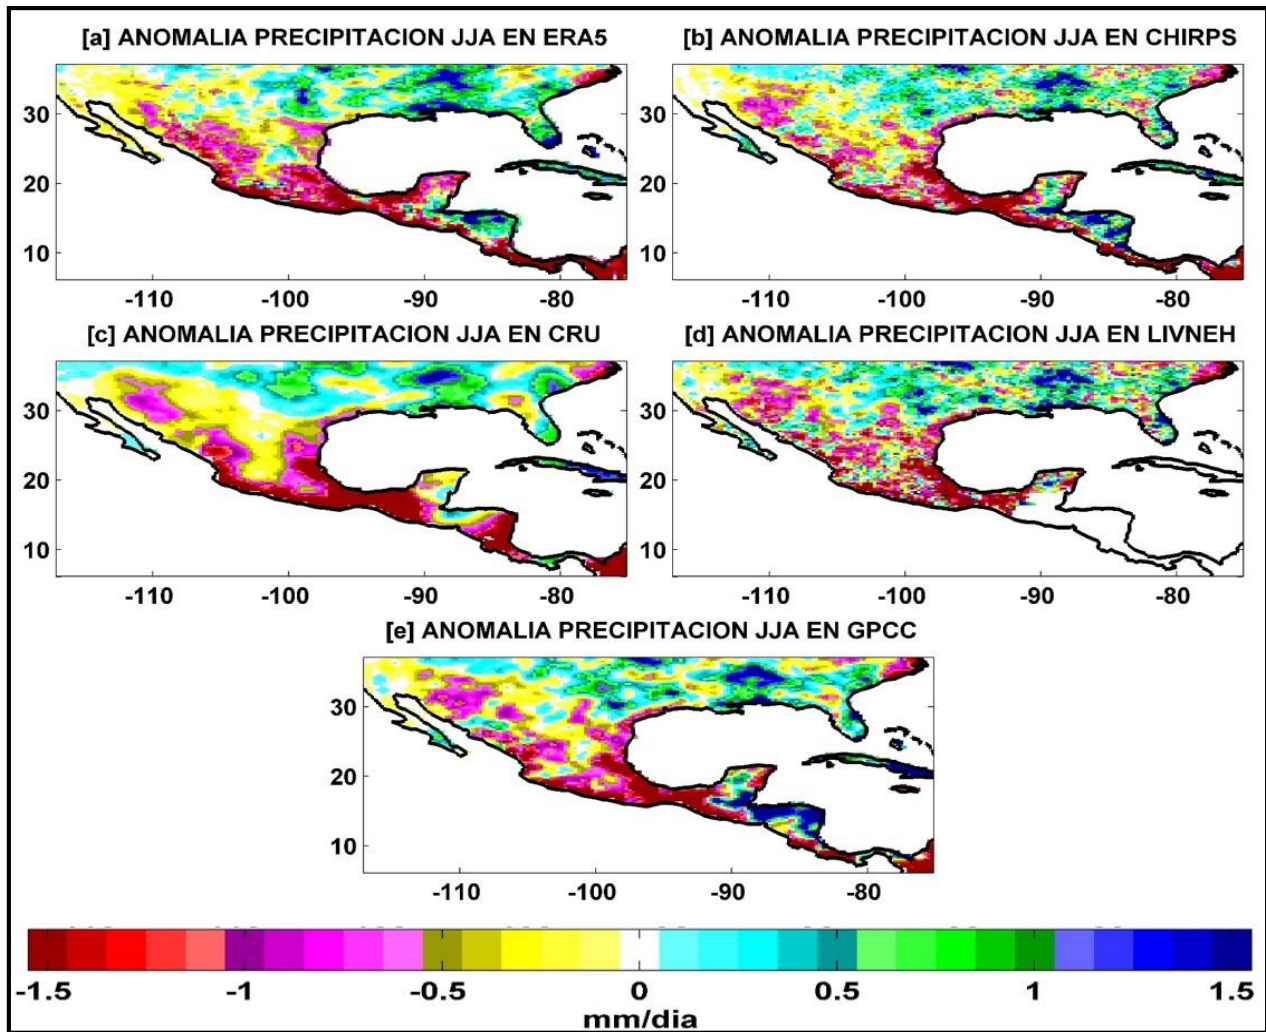 [a] ANOMALIA PRECIPITACION JJA EN ERA5
[b] ANOMALIA PRECIPITACION JJA EN CHIRPS
30
20
10
-110 -100 -90 -80
30
20
10
-110 -100 -90 -80
[c] ANOMALIA PRECIPITACION JJA EN CRU
[d] ANOMALIA PRECIPITACION JJA EN LIVNEH
30
20
10
-110 -100 -90 -80
30
20
10
-110 -100 -90 -80
[e] ANOMALIA PRECIPITACION JJA EN GPCC
30
20
10
-110 -100 -90 -80
-1.5 -1 -0.5 0 0.5 1 1.5
mm/dia